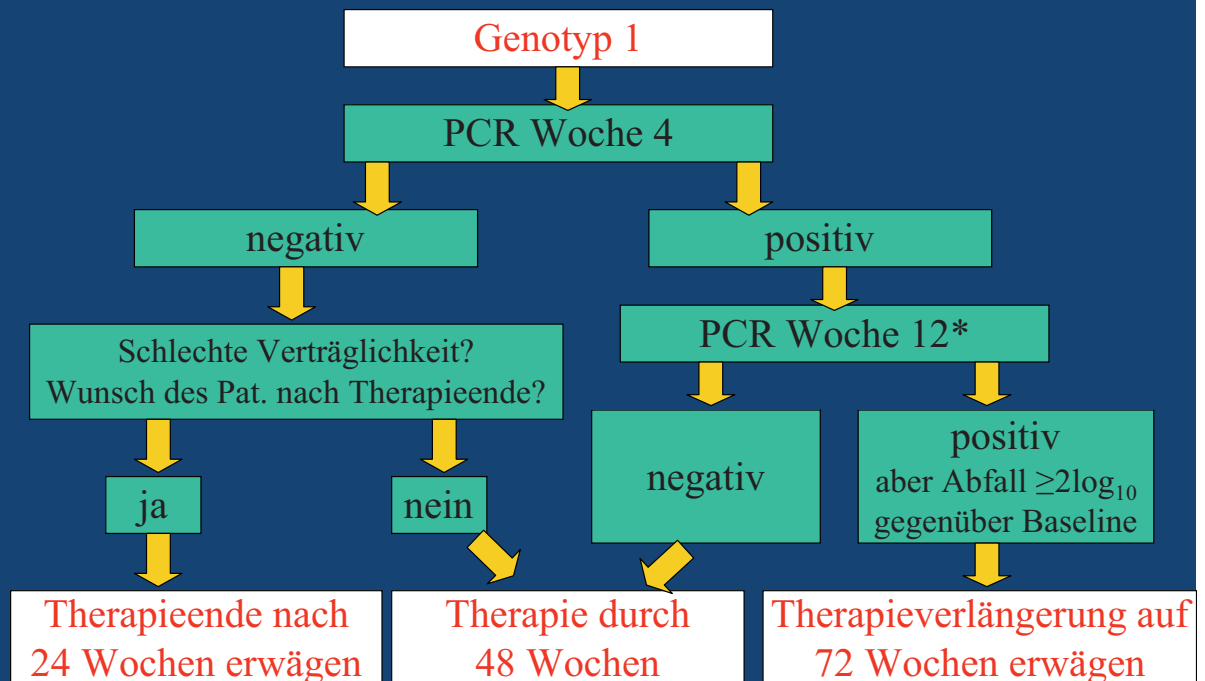 Genotyp 1
PCR Woche 4
negativ
positiv
PCR Woche 12*
Schlechte Verträglichkeit?
Wunsch des Pat. nach Therapieende?
negativ
positiv
aber Abfall ≥2log₁₀
gegenüber Baseline
ja
nein
Therapieende nach
24 Wochen erwägen
Therapie durch
48 Wochen
Therapieverlängerung auf
72 Wochen erwägen